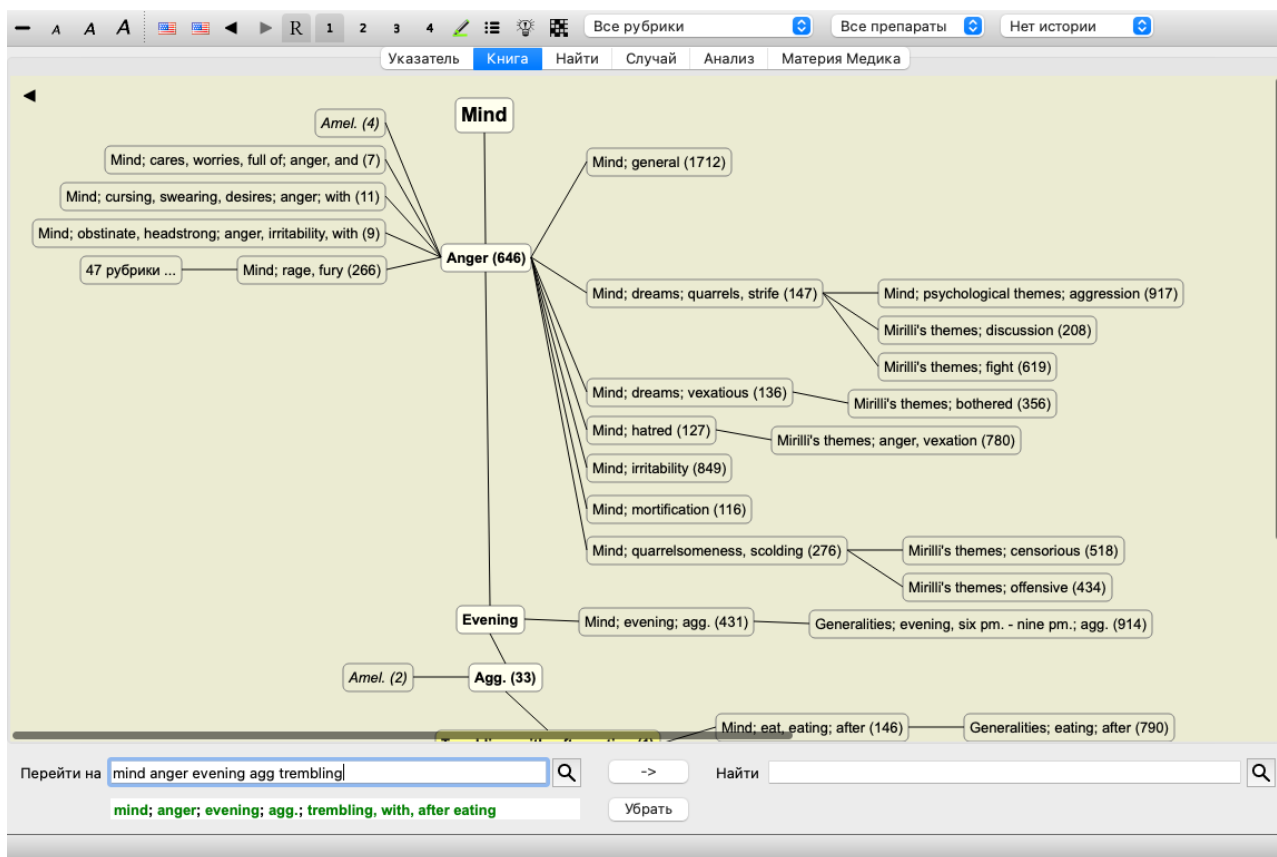 A A A R 1 2 3 4 Все рубрики Все препараты Нет истории
Указатель Книга Найти Случай Анализ Материя Медика
Mind
Amel. (4)
Mind; cares, worries, full of; anger, and (7)
Mind; general (1712)
Mind; cursing, swearing, desires; anger; with (11)
Mind; obstinate, headstrong; anger, irritability, with (9)
Anger (646)
47 рубрики ... Mind; rage, fury (266)
Mind; dreams; quarrels, strife (147) Mind; psychological themes; aggression (917)
Mirilli's themes; discussion (208)
Mirilli's themes; fight (619)
Mind; dreams; vexatious (136) Mirilli's themes; bothered (356)
Mind; hatred (127) Mirilli's themes; anger, vexation (780)
Mind; irritability (849)
Mind; mortification (116)
Mind; quarrelsomeness, scolding (276) Mirilli's themes; censorious (518)
Mirilli's themes; offensive (434)
Evening Mind; evening; agg. (431) Generalities; evening, six pm. - nine pm.; agg. (914)
Amel. (2) Agg. (33)
Mind; eat, eating; after (146) Generalities; eating; after (790)
Перейти на mind anger evening agg trembling -> Найти
mind; anger; evening; agg.; trembling, with, after eating Убрать